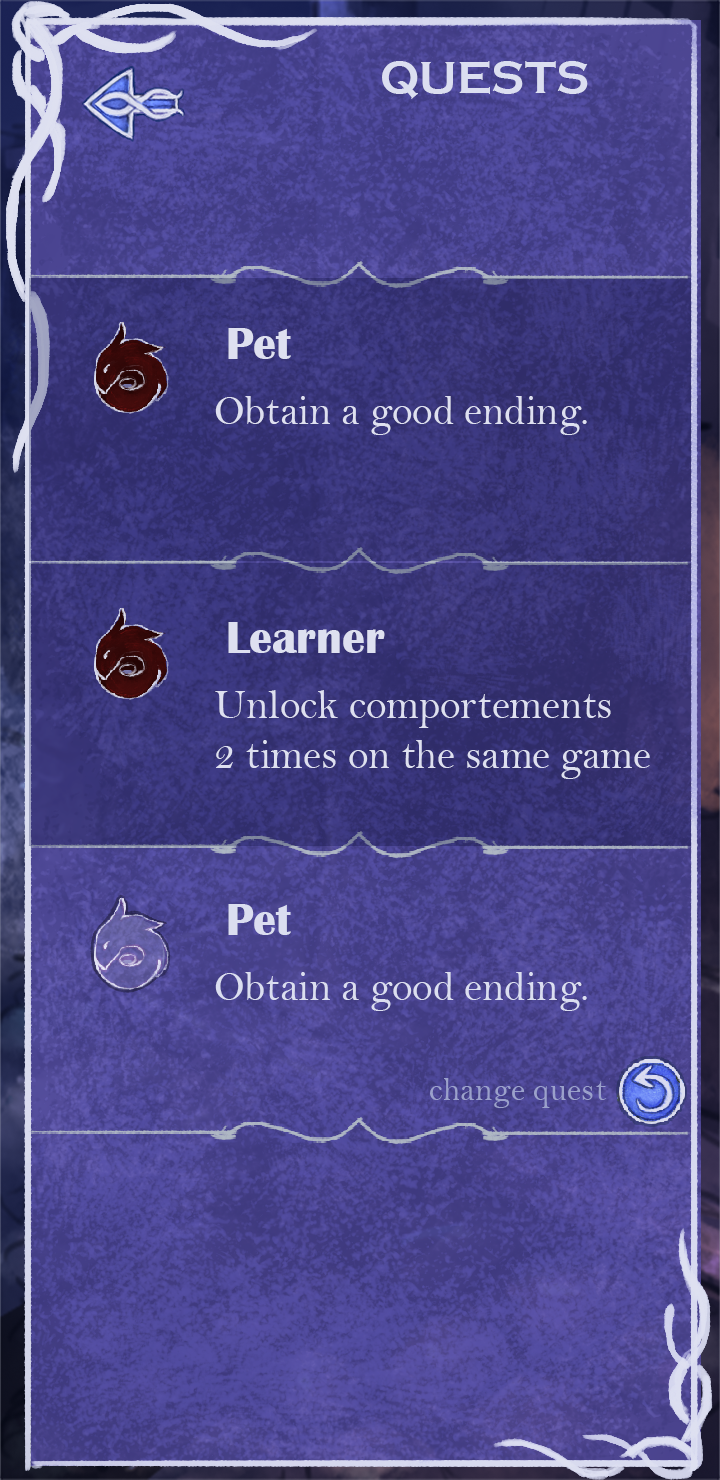 QUESTS
Pet
Obtain a good ending.
Learner
Unlock comportements
2 times on the same game
Pet
Obtain a good ending.
change quest